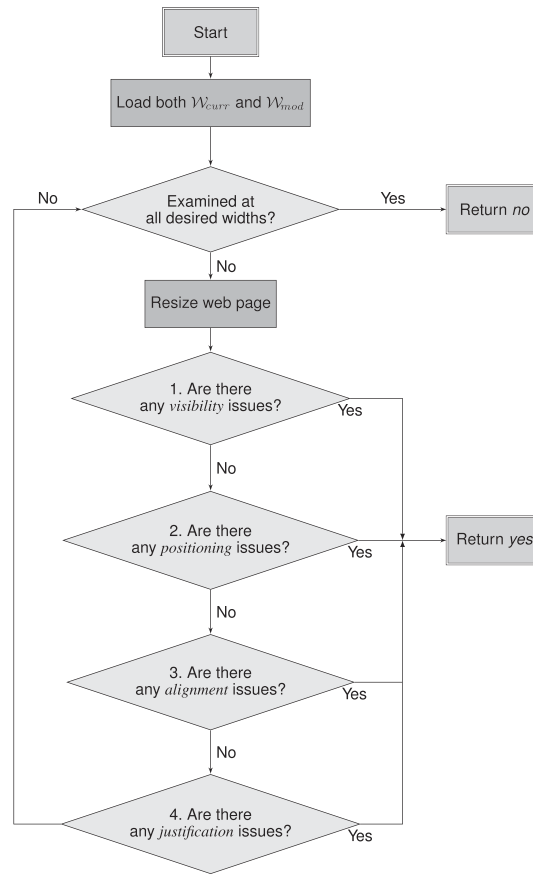 Start
Load both 𝒲curr and 𝒲mod
No
Examined at
all desired widths?
Yes
Return no
No
Resize web page
1. Are there
any visibility issues?
Yes
No
2. Are there
any positioning issues?
Yes
Return yes
No
3. Are there
any alignment issues?
Yes
No
4. Are there
any justification issues?
Yes